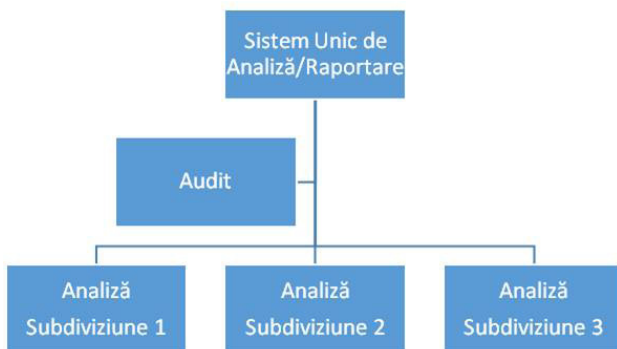 Sistem Unic de
Analiză/Raportare
Audit
Analiză
Subdiviziune 1
Analiză
Subdiviziune 2
Analiză
Subdiviziune 3